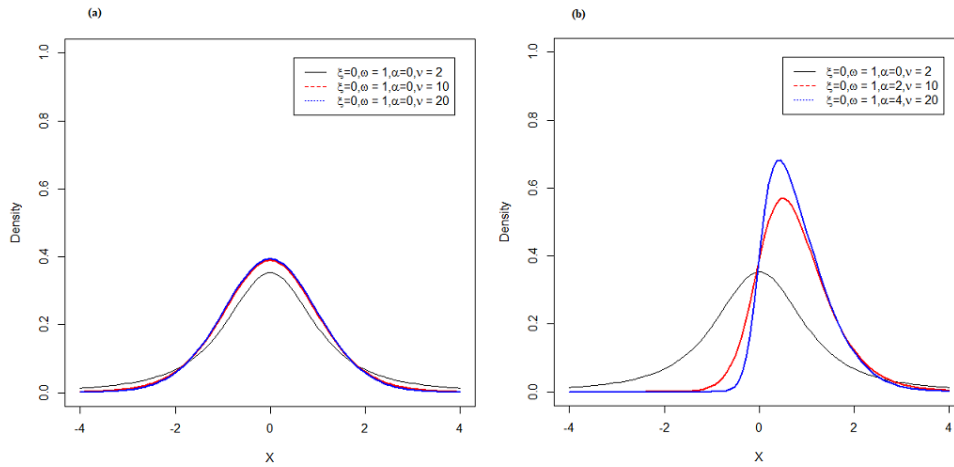 (a)
1.0
0.8
0.6
0.4
0.2
0.0
Density
ξ=0,ω = 1,α=0,ν = 2
ξ=0,ω = 1,α=0,ν = 10
ξ=0,ω = 1,α=0,ν = 20
-4
-2
0
2
4
X
(b)
1.0
0.8
0.6
0.4
0.2
0.0
Density
ξ=0,ω = 1,α=0,ν = 2
ξ=0,ω = 1,α=2,ν = 10
ξ=0,ω = 1,α=4,ν = 20
-4
-2
0
2
4
X